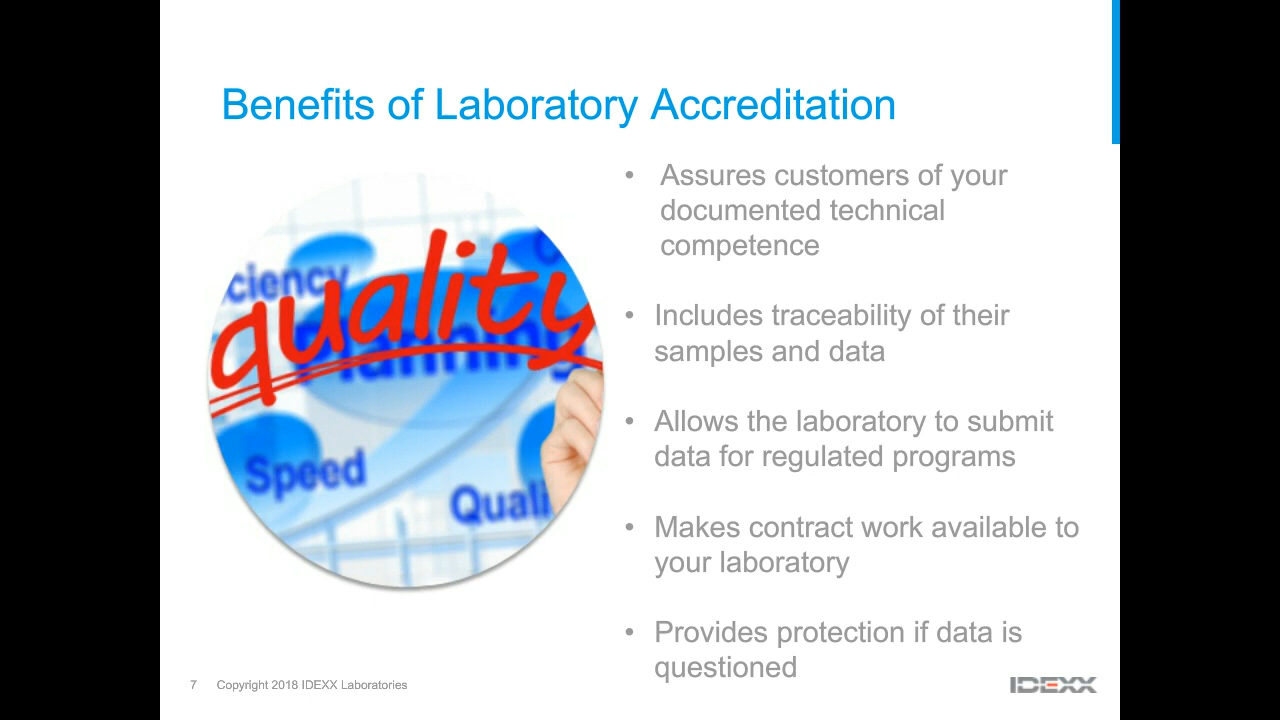 Benefits of Laboratory Accreditation
• Assures customers of your
documented technical
competence
• Includes traceability of their
samples and data
• Allows the laboratory to submit
data for regulated programs
• Makes contract work available to
your laboratory
• Provides protection if data is
questioned
ciency
quality
Planning
Speed
Quali
7 Copyright 2018 IDEXX Laboratories
IDEXX